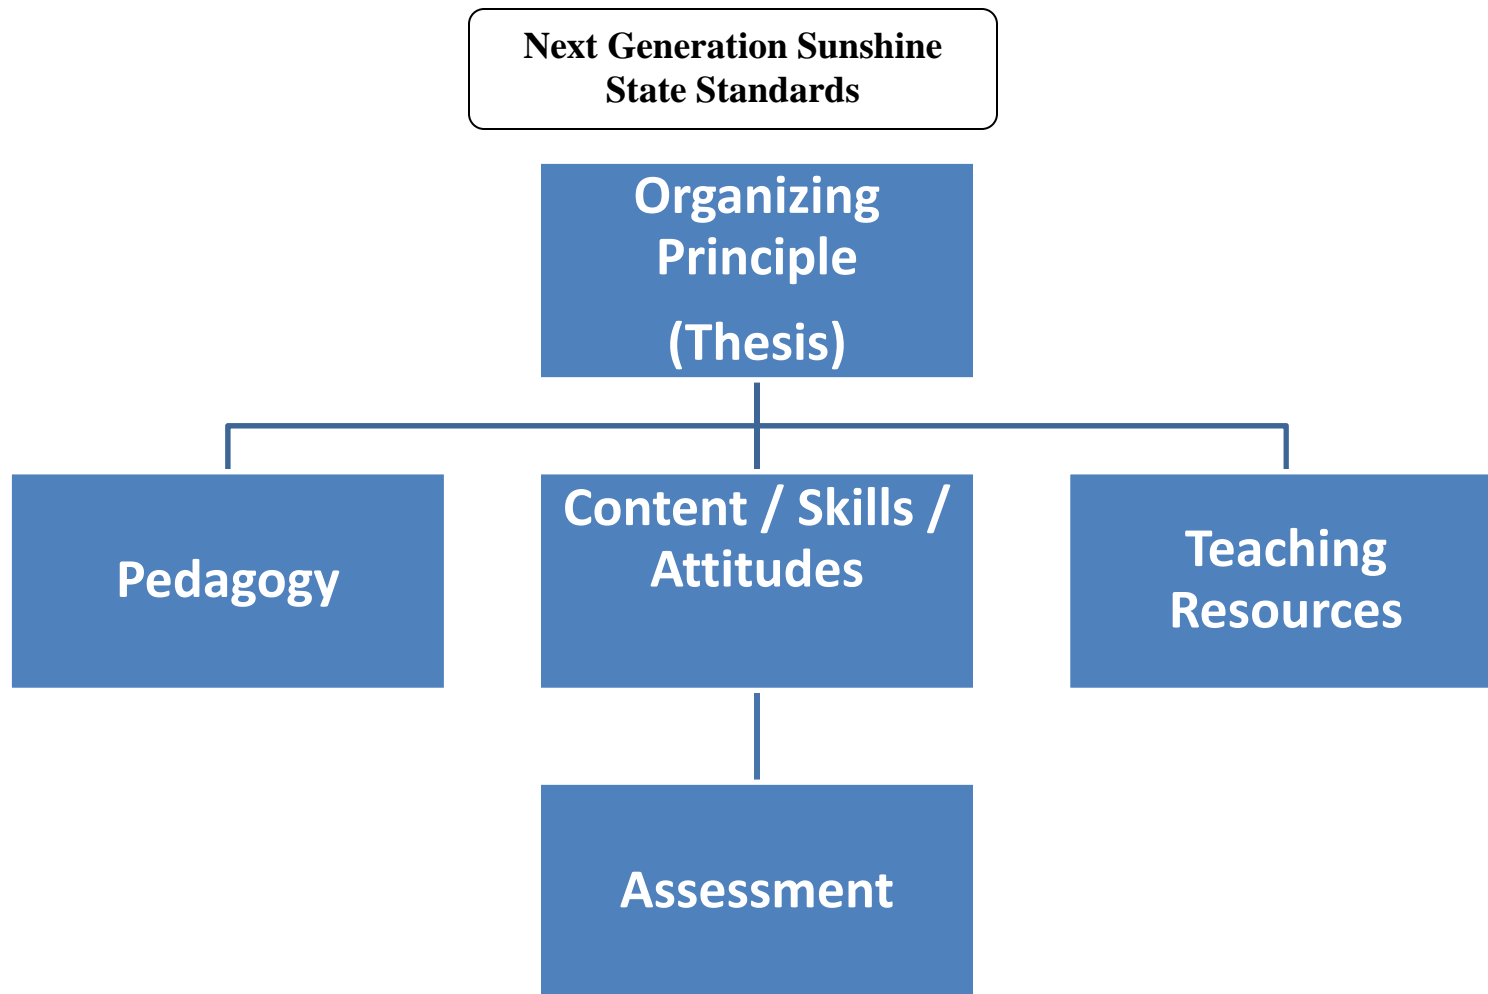 Next Generation Sunshine
State Standards
Organizing
Principle
(Thesis)
Pedagogy
Content / Skills /
Attitudes
Teaching
Resources
Assessment